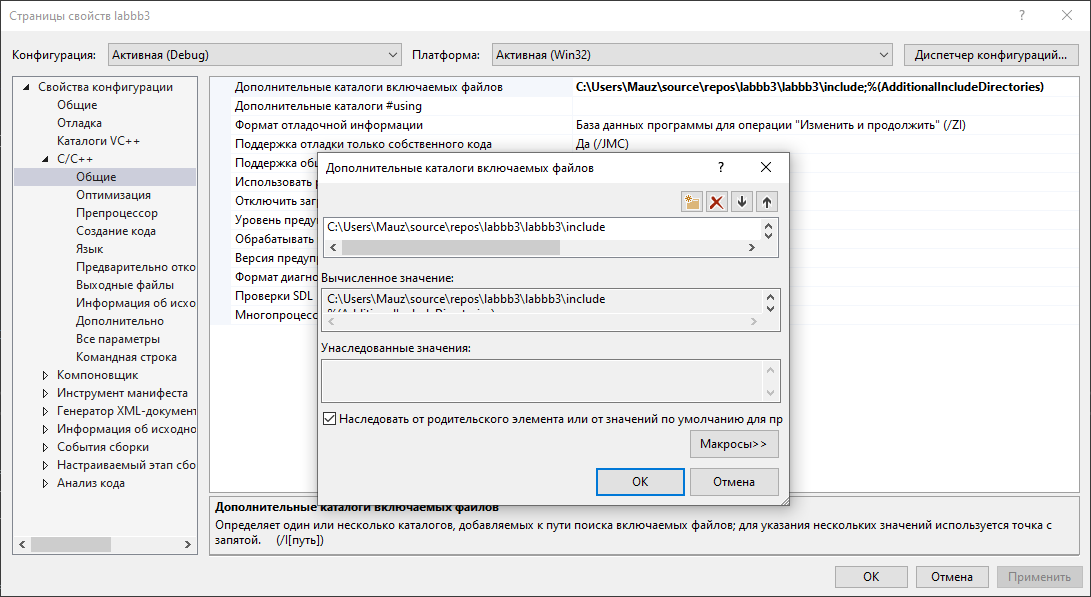 Страницы свойств labbb3
?
Конфигурация: Активная (Debug) Платформа: Активная (Win32) Диспетчер конфигураций...
Свойства конфигурации
Общие
Отладка
Каталоги VC++
C/C++
Общие
Оптимизация
Препроцессор
Создание кода
Язык
Предварительно отко
Выходные файлы
Информация об исхо
Дополнительно
Все параметры
Командная строка
Компоновщик
Инструмент манифеста
Генератор XML-документ
Информация об исходно
События сборки
Настраиваемый этап сбо
Анализ кода
Дополнительные каталоги включаемых файлов C:\Users\Mauz\source\repos\labbb3\labbb3\include;%(AdditionalIncludeDirectories)
Дополнительные каталоги #using
Формат отладочной информации База данных программы для операции "Изменить и продолжить" (/ZI)
Поддержка отладки только собственного кода Да (/JMC)
Поддержка общ
Использовать
Отключить загр
Уровень преду
Обрабатывать
Версия предупр
Формат диагно
Проверки SDL
Многопроцесс
Дополнительные каталоги включаемых файлов
?
C:\Users\Mauz\source\repos\labbb3\labbb3\include
Вычисленное значение:
C:\Users\Mauz\source\repos\labbb3\labbb3\include
%(AdditionalIncludeDirectories)
Унаследованные значения:
Наследовать от родительского элемента или от значений по умолчанию для пр
Макросы>>
ОК Отмена
Дополнительные каталоги включаемых файлов
Определяет один или несколько каталогов, добавляемых к пути поиска включаемых файлов; для указания нескольких значений используется точка с
запятой. (/I[путь])
ОК Отмена Применить